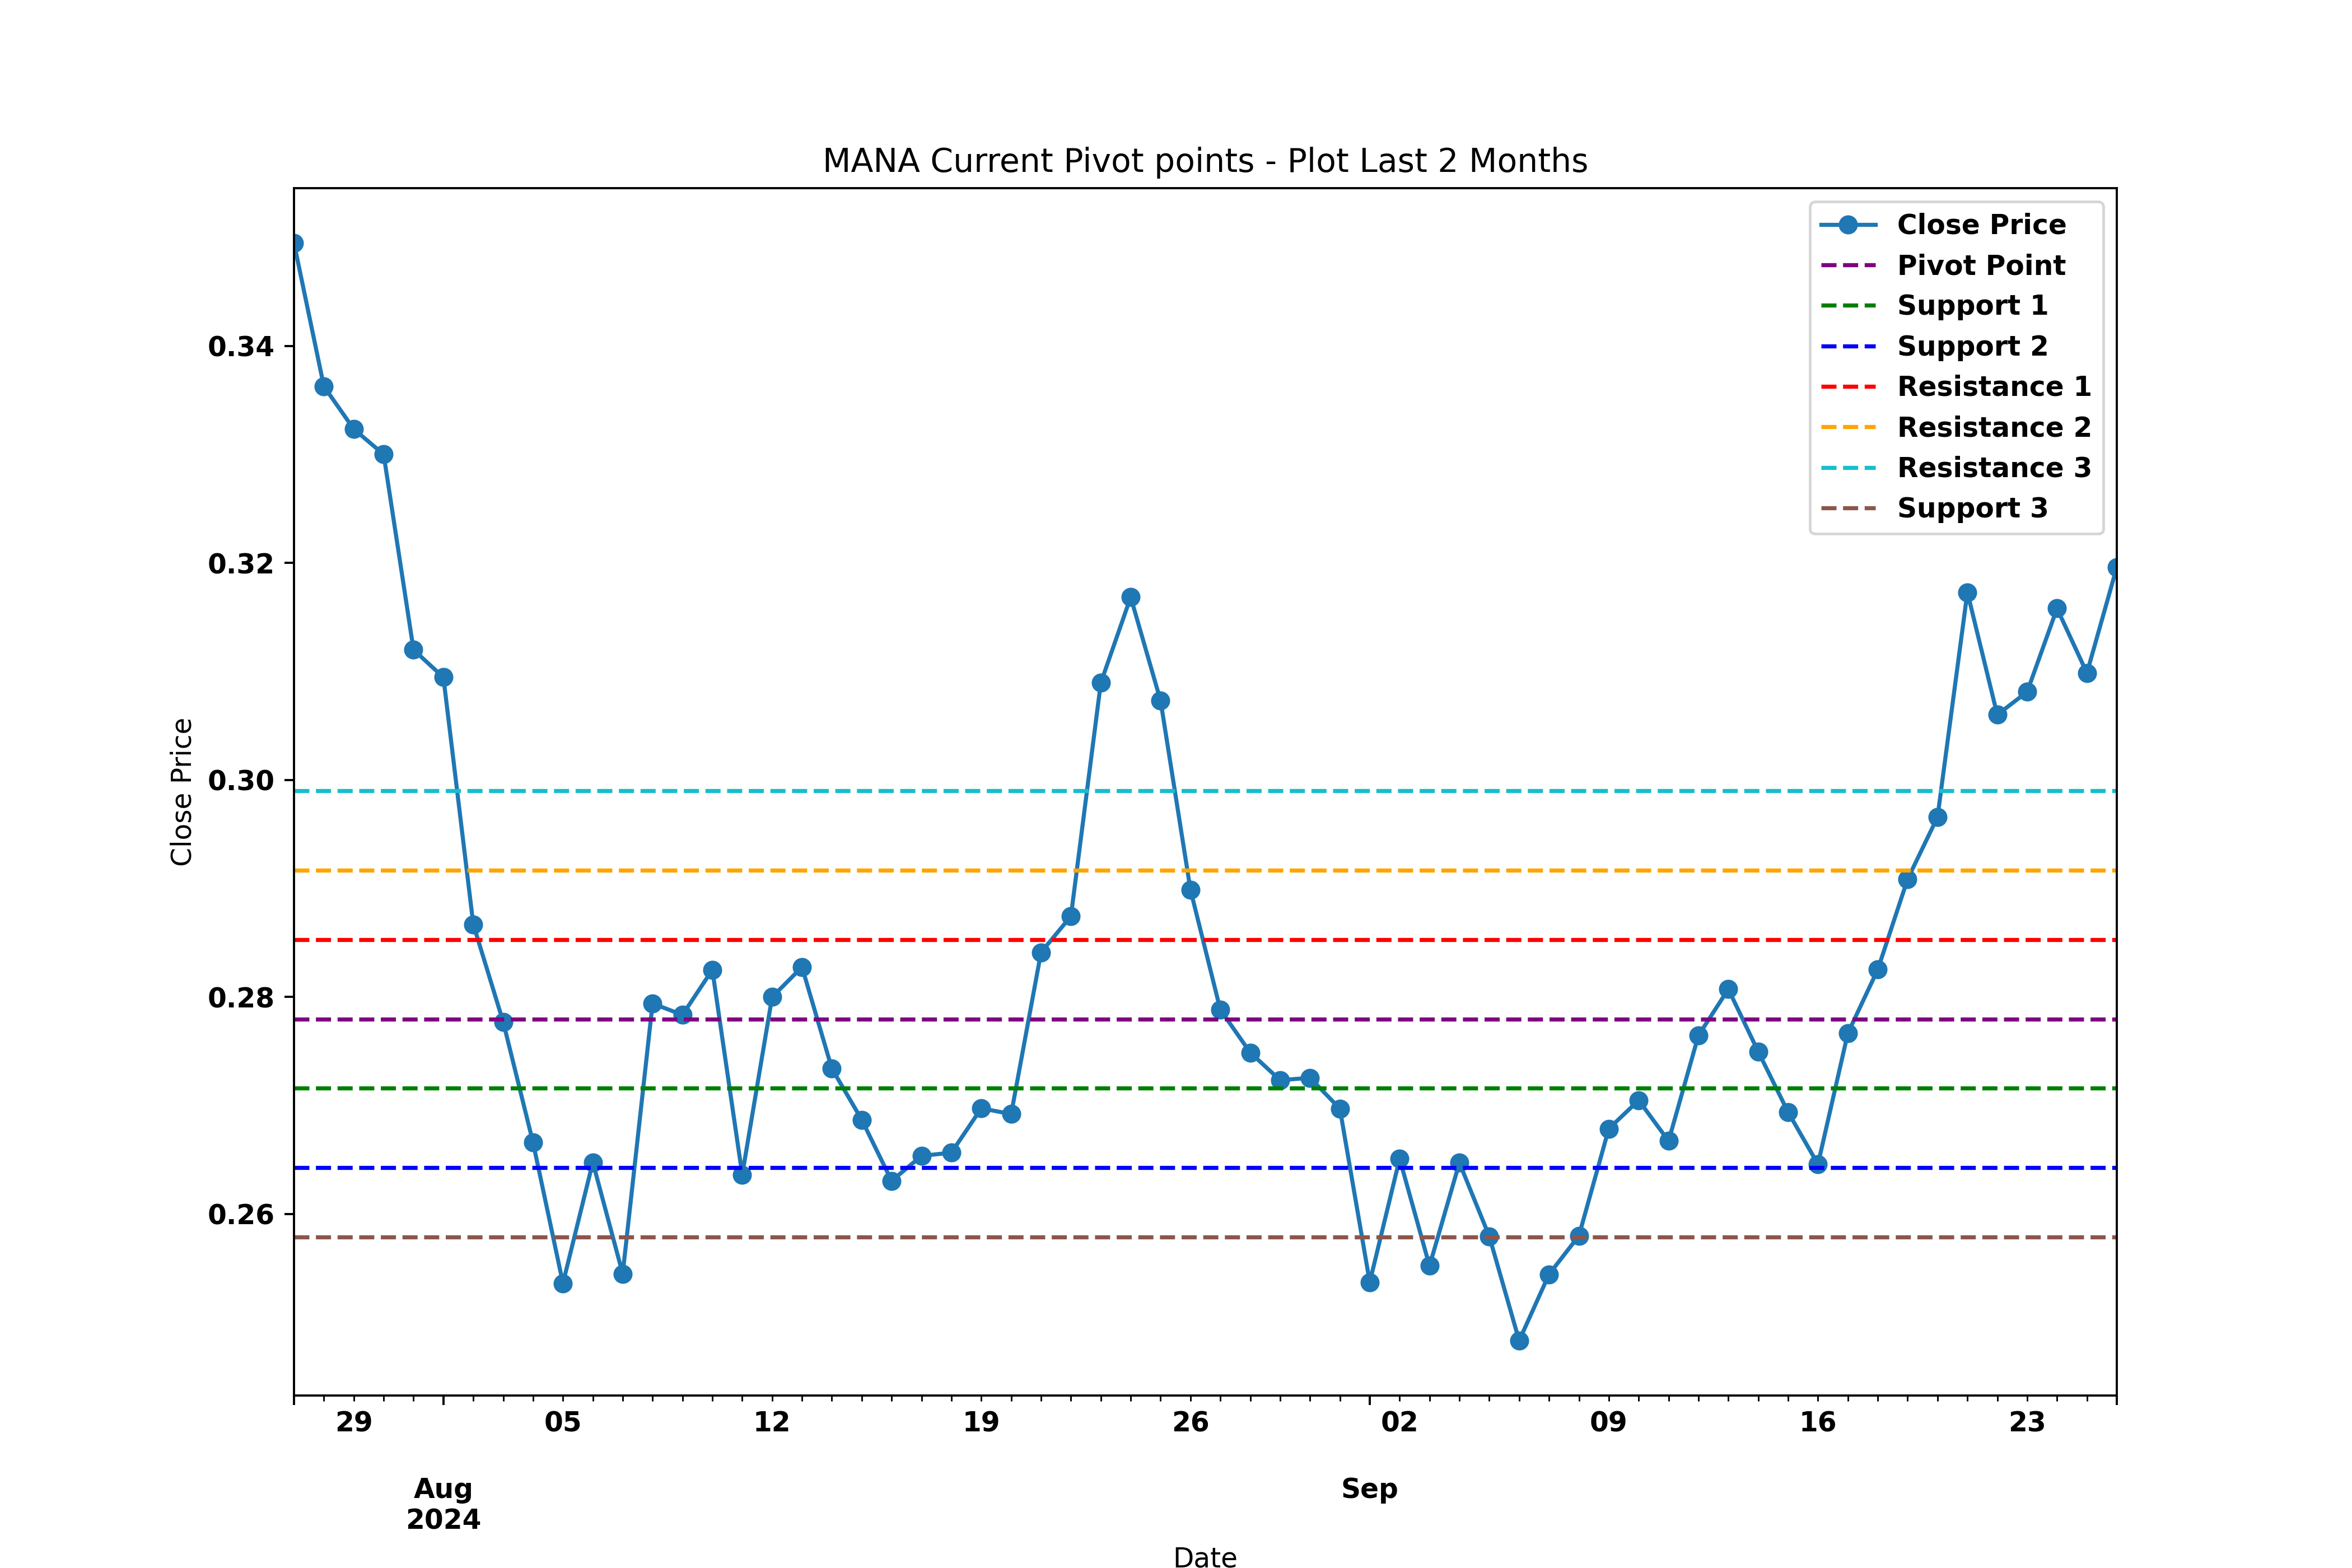 MANA Current Pivot points - Plot Last 2 Months
Close Price
Pivot Point
Support 1
Support 2
Resistance 1
Resistance 2
Resistance 3
Support 3
Close Price
0.34
0.32
0.30
0.28
0.26
29 05 12 19 26 02 09 16 23
Aug Sep
2024
Date